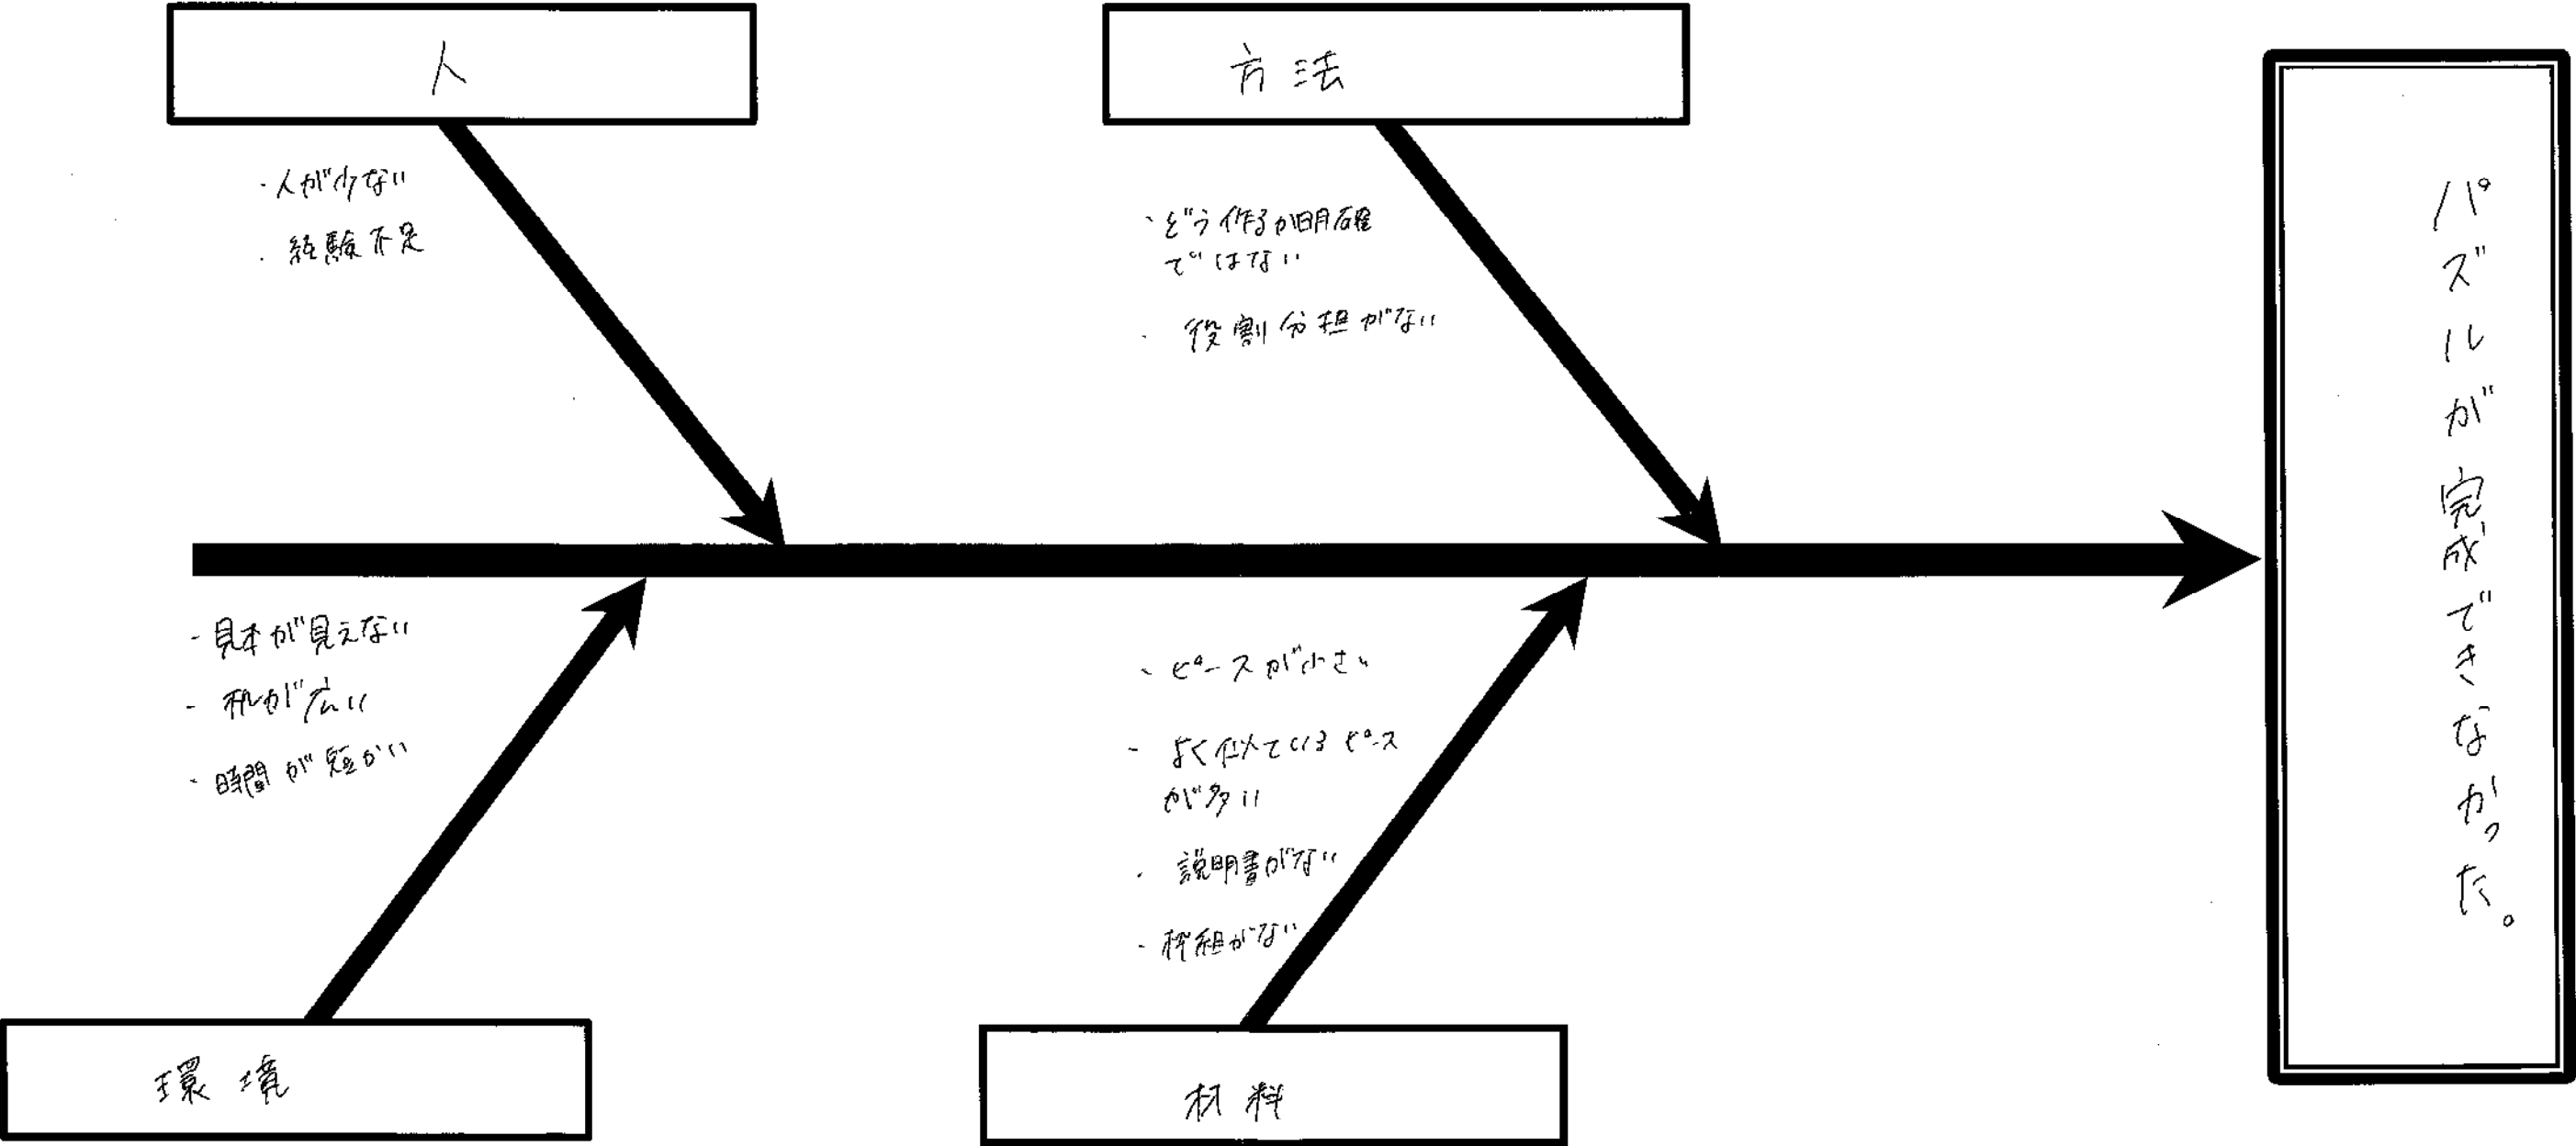 人
・人が少ない
・経験不足
方法
・どう作るか明確
ではない
・役割分担がない
・見本が見えない
・机が広い
・時間が短かい
環境
・ピースが小さい
・よく似ているピース
が多い
・説明書がない
・枠組がない
材料
パズルが完成できなかった。